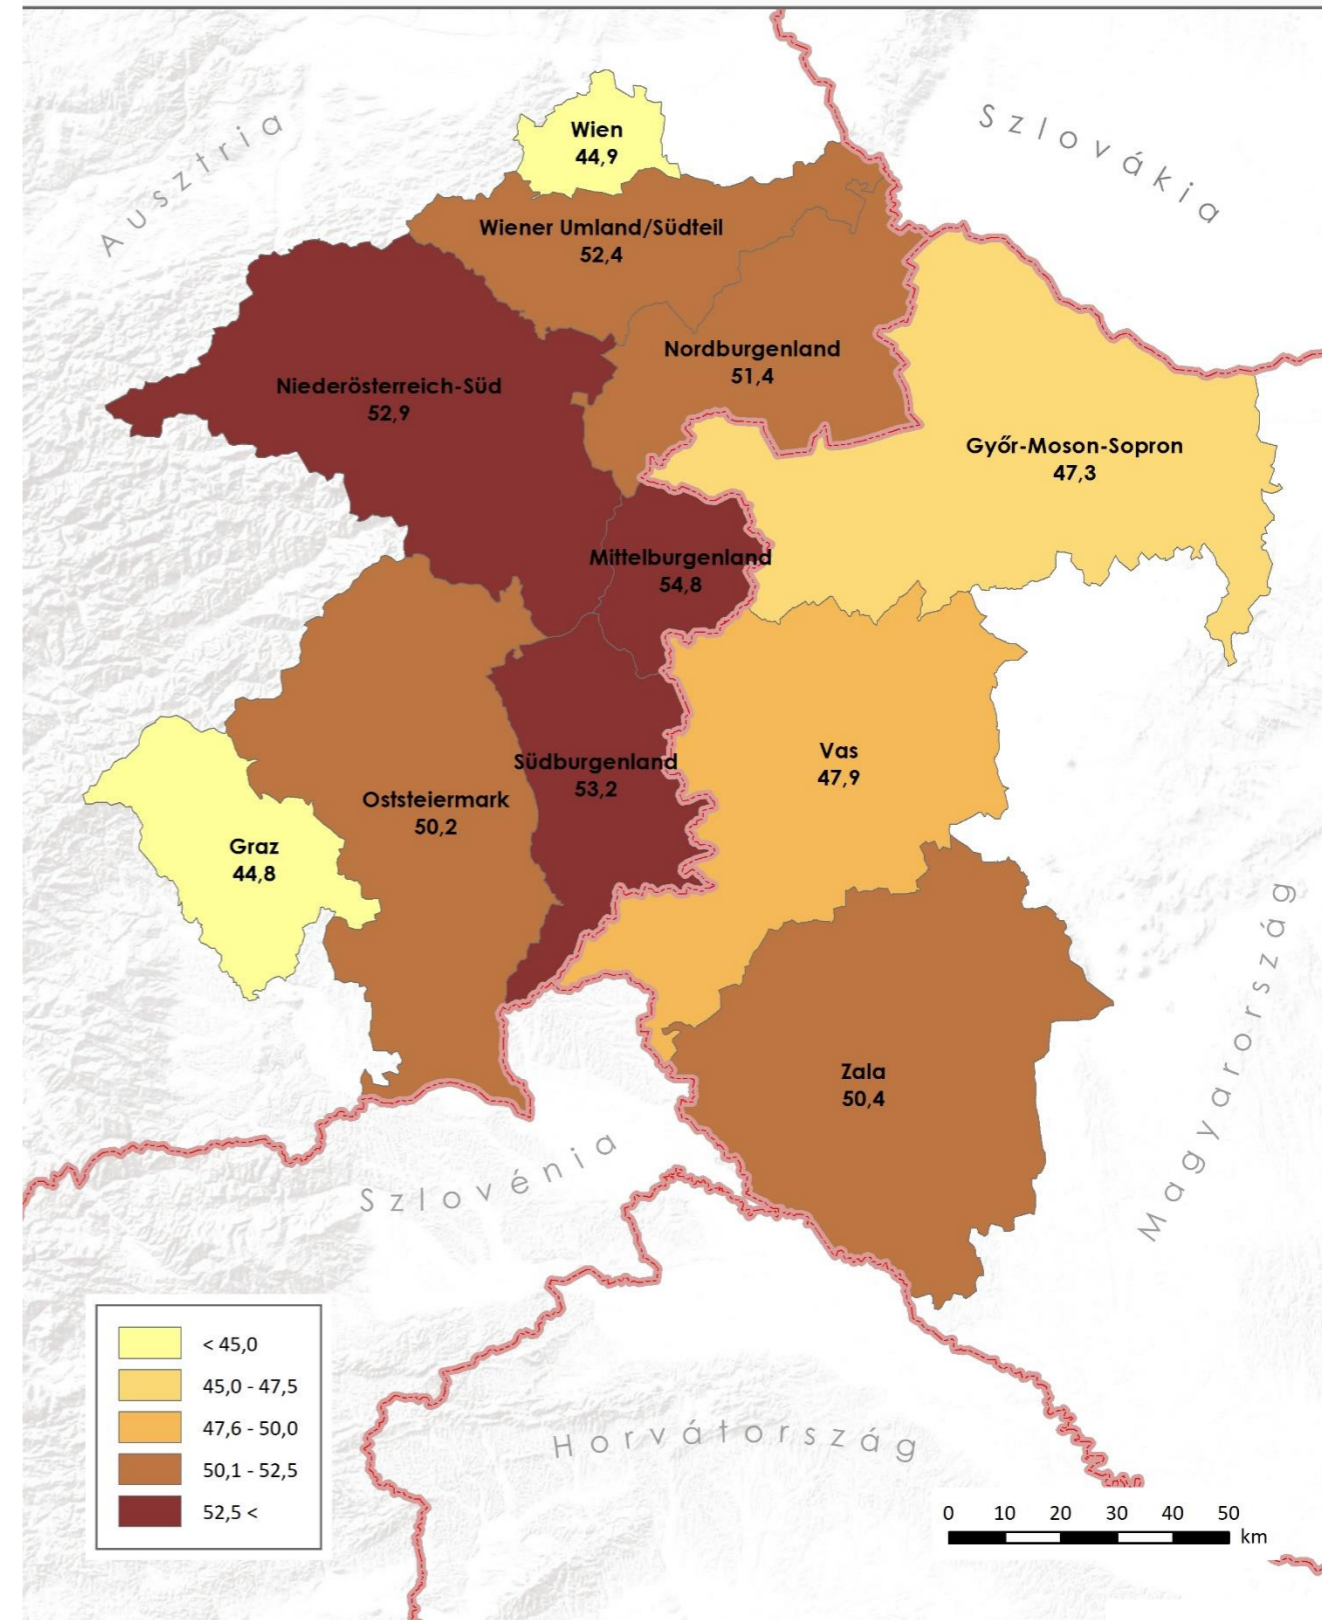 Ausztria
Szlovákia
Wien
44,9
Wiener Umland/Südteil
52,4
Nordburgenland
51,4
Niederösterreich-Süd
52,9
Győr-Moson-Sopron
47,3
Mittelburgenland
54,8
Vas
47,9
Südburgenland
53,2
Oststeiermark
50,2
Graz
44,8
Zala
50,4
Magyarország
Szlovénia
Horvátország
< 45,0
45,0 - 47,5
47,6 - 50,0
50,1 - 52,5
52,5 <
0 10 20 30 40 50
km